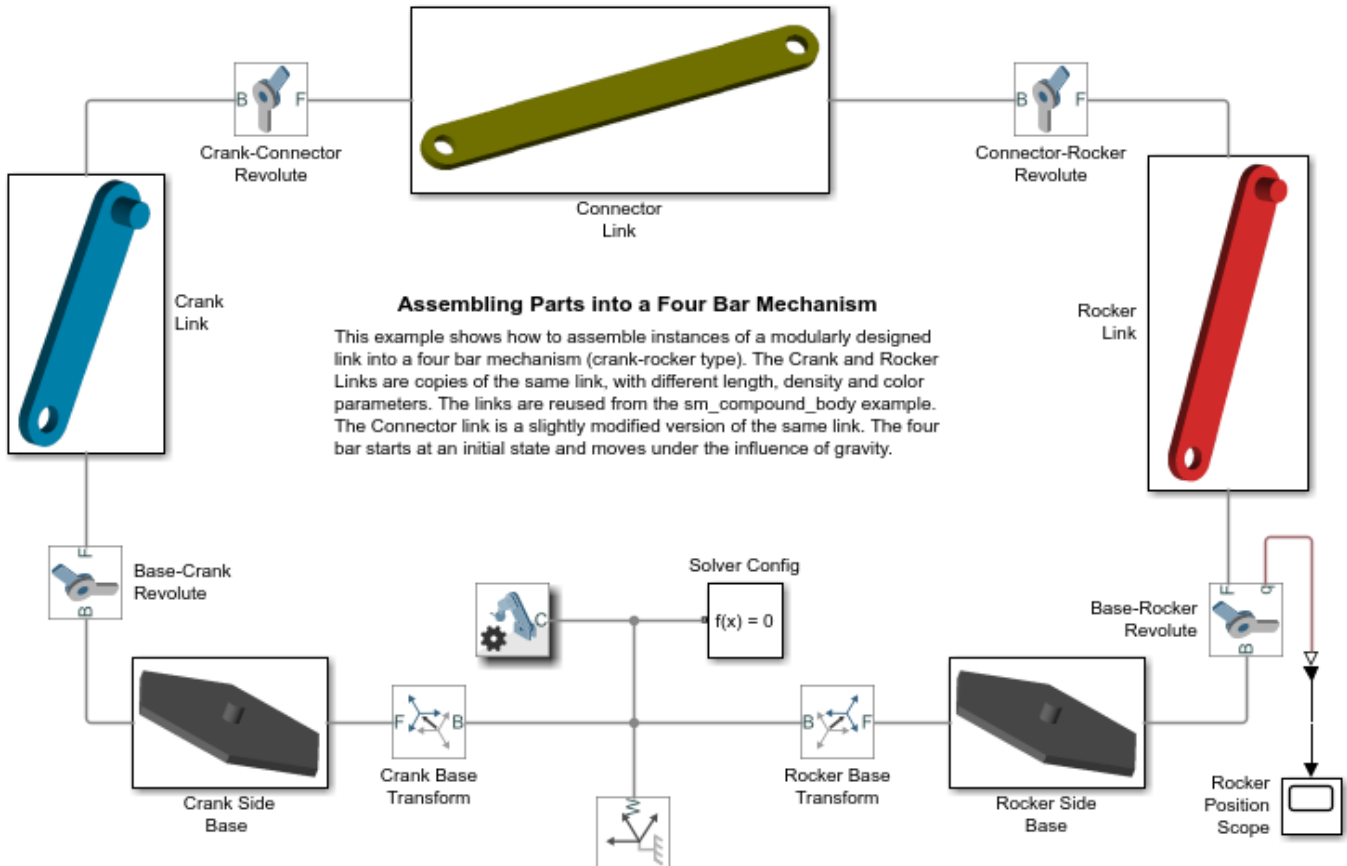 B
F
Crank-Connector
Revolute
Connector
Link
B
F
Connector-Rocker
Revolute
Crank
Link
Rocker
Link
Assembling Parts into a Four Bar Mechanism
This example shows how to assemble instances of a modularly designed
link into a four bar mechanism (crank-rocker type). The Crank and Rocker
Links are copies of the same link, with different length, density and color
parameters. The links are reused from the sm_compound_body example.
The Connector link is a slightly modified version of the same link. The four
bar starts at an initial state and moves under the influence of gravity.
F
B
Base-Crank
Revolute
C
Solver Config
f(x) = 0
F
q
B
Base-Rocker
Revolute
Crank Side
Base
F
B
Crank Base
Transform
W
B
F
Rocker Base
Transform
Rocker Side
Base
Rocker
Position
Scope